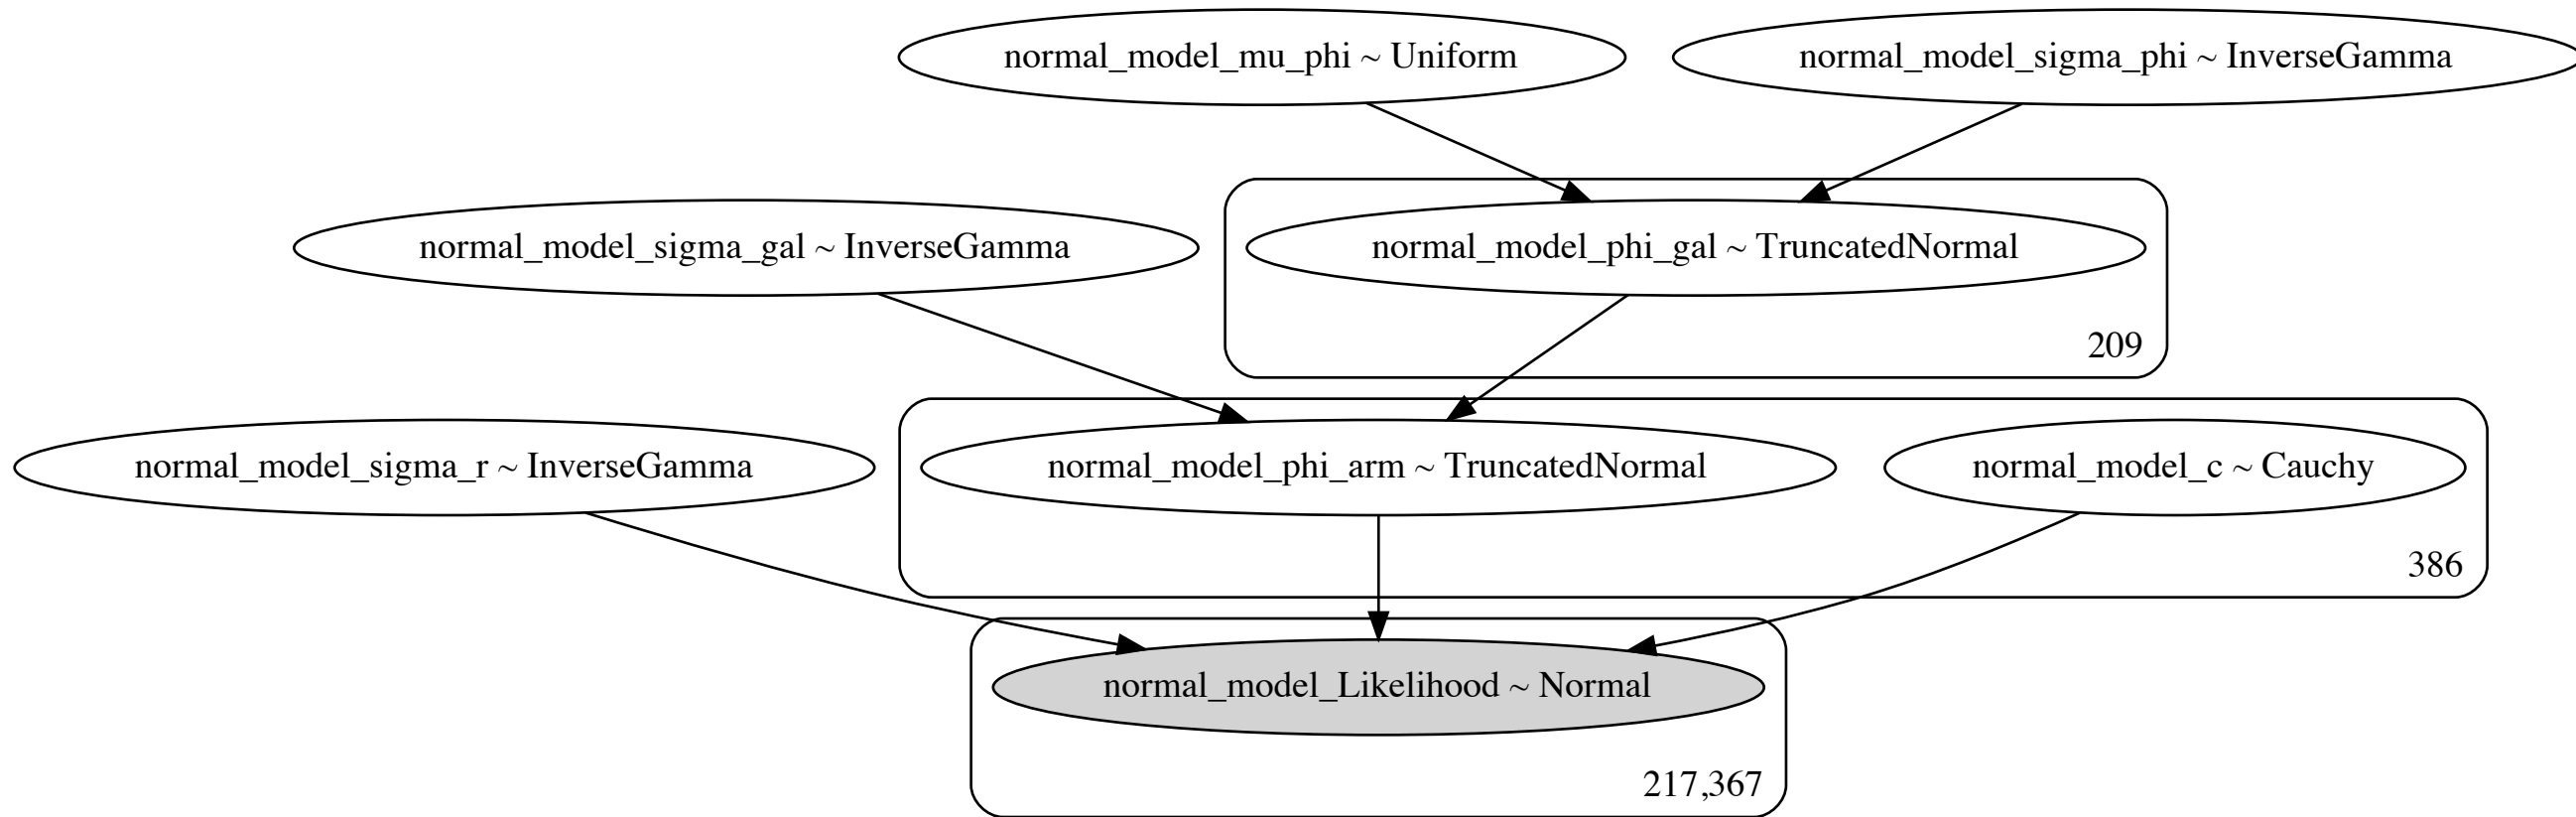 normal_model_mu_phi ~ Uniform
normal_model_sigma_phi ~ InverseGamma
normal_model_sigma_gal ~ InverseGamma
normal_model_phi_gal ~ TruncatedNormal
209
normal_model_sigma_r ~ InverseGamma
normal_model_phi_arm ~ TruncatedNormal
normal_model_c ~ Cauchy
386
normal_model_Likelihood ~ Normal
217,367